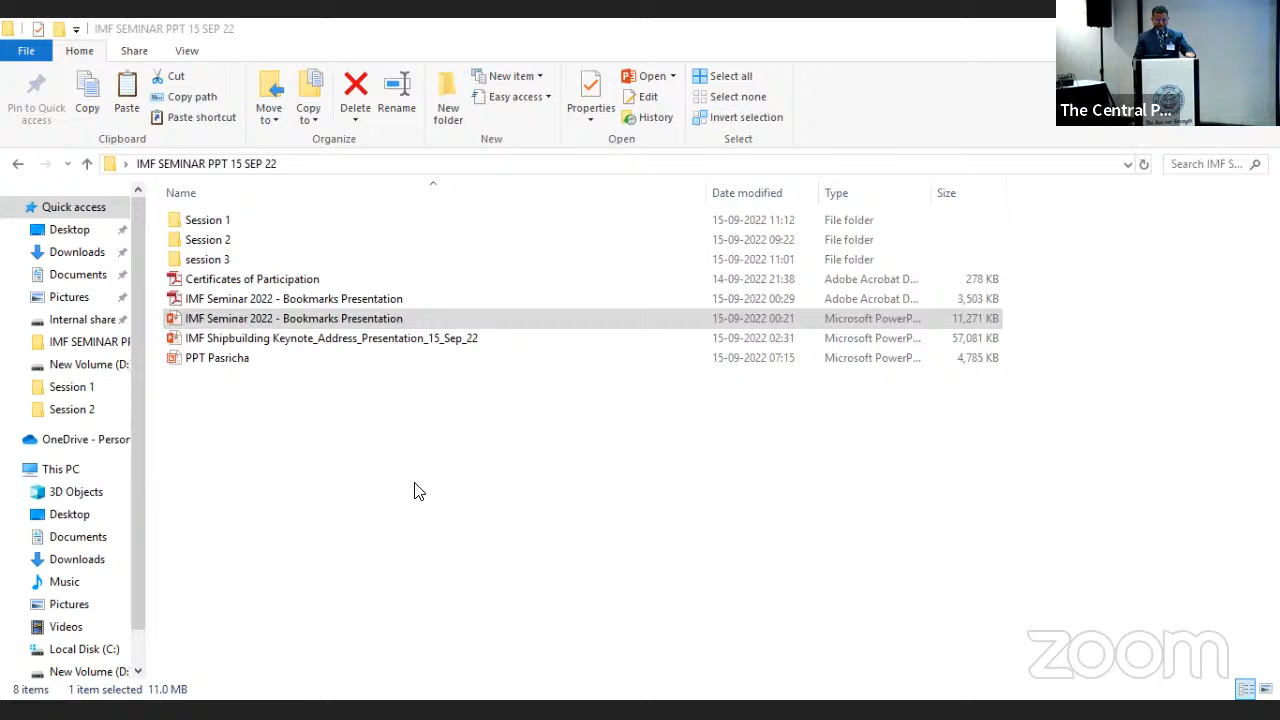 IMF SEMINAR PPT 15 SEP 22
File Home Share View
Pin to Quick access
Copy
Paste
Cut
Copy path
Paste shortcut
Clipboard
Move to
Copy to
Delete
Rename
Organize
New folder
New item
Easy access
New
Properties
Open
Edit
History
Open
Select all
Select none
Invert selection
Select
The Central P...
IMF SEMINAR PPT 15 SEP 22
Search IMF S...
Name Date modified Type Size
Session 1 15-09-2022 11:12 File folder
Session 2 15-09-2022 09:22 File folder
session 3 15-09-2022 11:01 File folder
Certificates of Participation 14-09-2022 21:38 Adobe Acrobat D... 278 KB
IMF Seminar 2022 - Bookmarks Presentation 15-09-2022 00:29 Adobe Acrobat D... 3,503 KB
IMF Seminar 2022 - Bookmarks Presentation 15-09-2022 00:21 Microsoft PowerP... 11,271 KB
IMF Shipbuilding Keynote_Address_Presentation_15_Sep_22 15-09-2022 02:31 Microsoft PowerP... 57,081 KB
PPT Pasricha 15-09-2022 07:15 Microsoft PowerP... 4,785 KB
Quick access
Desktop
Downloads
Documents
Pictures
Internal share
IMF SEMINAR PP
New Volume (D:
Session 1
Session 2
OneDrive - Person
This PC
3D Objects
Desktop
Documents
Downloads
Music
Pictures
Videos
Local Disk (C:)
New Volume (D:
8 items 1 item selected 11.0 MB
zoom